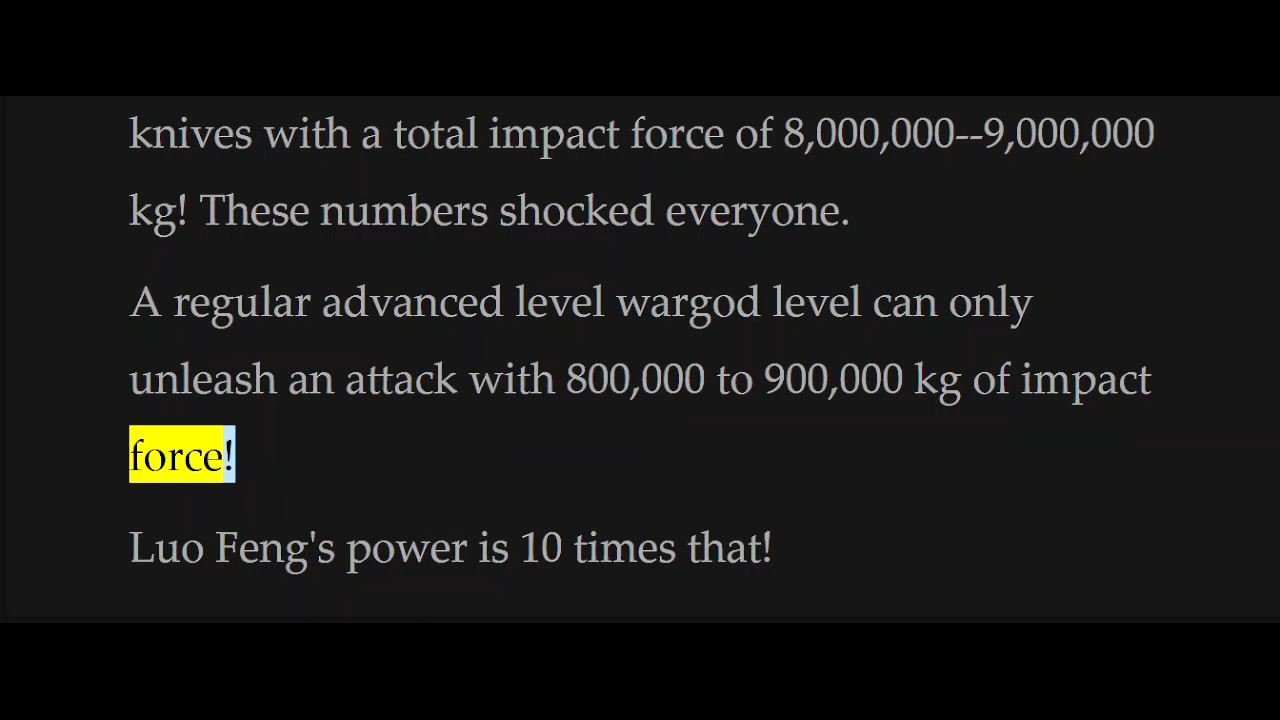 knives with a total impact force of 8,000,000--9,000,000
kg! These numbers shocked everyone.
A regular advanced level wargod level can only
unleash an attack with 800,000 to 900,000 kg of impact
force!
Luo Feng's power is 10 times that!